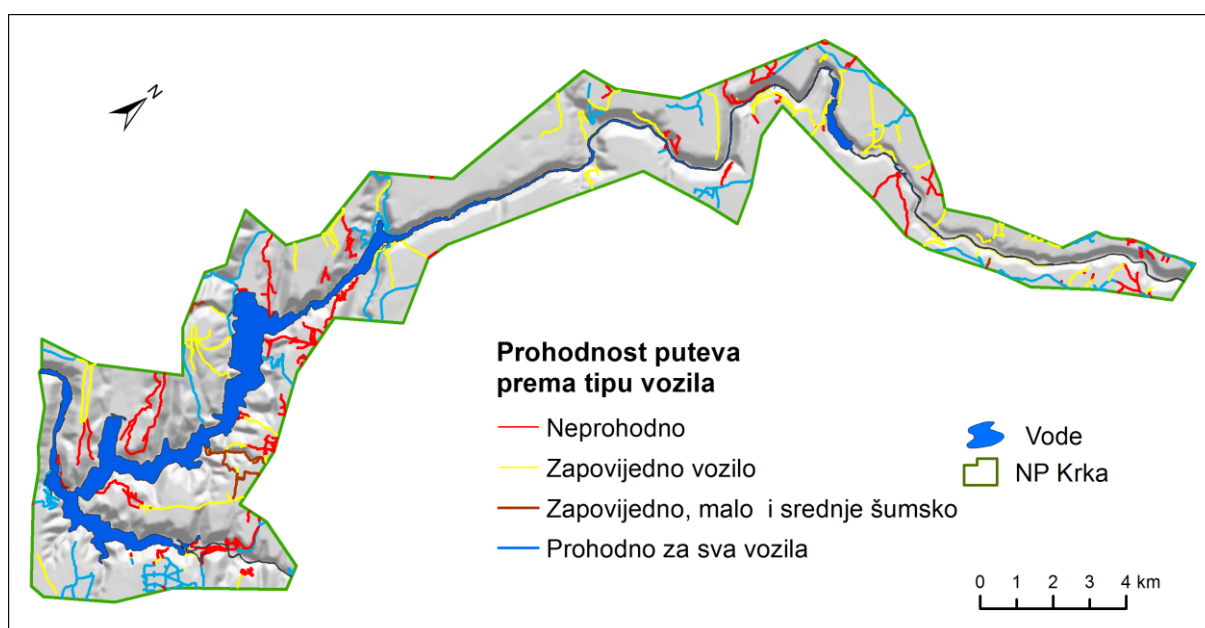 N
Prohodnost puteva
prema tipu vozila
Neprohodno
Zapovijedno vozilo
Zapovijedno, malo i srednje šumsko
Prohodno za sva vozila
Vode
NP Krka
0 1 2 3 4 km